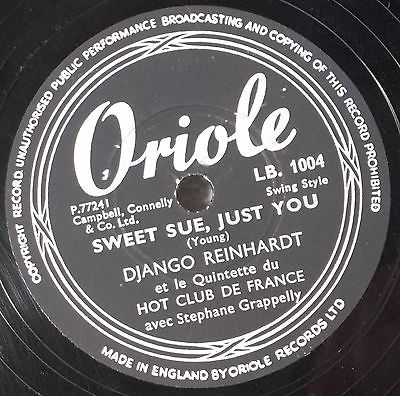 COPYRIGHT RECORD. UNAUTHORISED PUBLIC PERFORMANCE BROADCASTING AND COPYING OF THIS RECORD PROHIBITED
Oriole
P.77241
Campbell, Connelly
& Co. Ltd.
LB. 1004
Swing Style
SWEET SUE, JUST YOU
(Young)
DJANGO REINHARDT
et le Quintette du
HOT CLUB DE FRANCE
avec Stephane Grappelly
MADE IN ENGLAND BY ORIOLE RECORDS LTD